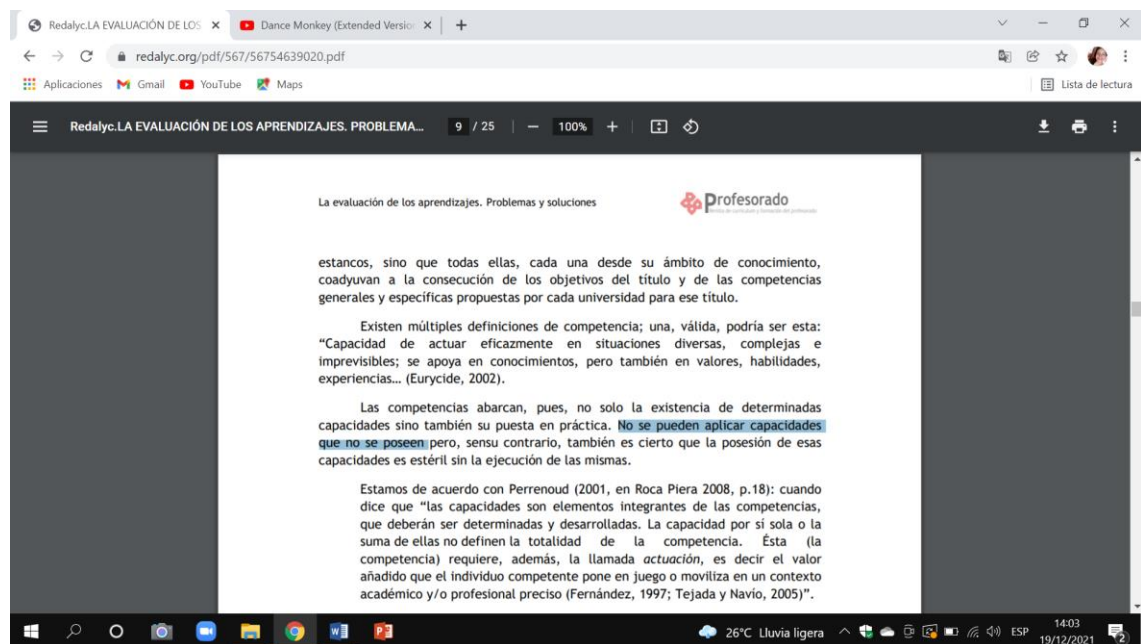 Redalyc.LA EVALUACIÓN DE LOS
Dance Monkey (Extended Version
redalyc.org/pdf/567/56754639020.pdf
Aplicaciones Gmail YouTube Maps Lista de lectura
Redalyc.LA EVALUACIÓN DE LOS APRENDIZAJES. PROBLEMA... 9 / 25 | − 100% +
La evaluación de los aprendizajes. Problemas y soluciones
Profesorado
estancos, sino que todas ellas, cada una desde su ámbito de conocimiento,
coadyuvan a la consecución de los objetivos del título y de las competencias
generales y específicas propuestas por cada universidad para ese título.
Existen múltiples definiciones de competencia; una, válida, podría ser esta:
“Capacidad de actuar eficazmente en situaciones diversas, complejas e
imprevisibles; se apoya en conocimientos, pero también en valores, habilidades,
experiencias… (Eurycide, 2002).
Las competencias abarcan, pues, no solo la existencia de determinadas
capacidades sino también su puesta en práctica. No se pueden aplicar capacidades
que no se poseen pero, sensu contrario, también es cierto que la posesión de esas
capacidades es estéril sin la ejecución de las mismas.
Estamos de acuerdo con Perrenoud (2001, en Roca Piera 2008, p.18): cuando
dice que “las capacidades son elementos integrantes de las competencias,
que deberán ser determinadas y desarrolladas. La capacidad por sí sola o la
suma de ellas no definen la totalidad de la competencia. Ésta (la
competencia) requiere, además, la llamada actuación, es decir el valor
añadido que el individuo competente pone en juego o moviliza en un contexto
académico y/o profesional preciso (Fernández, 1997; Tejada y Navío, 2005)”.
26°C Lluvia ligera ESP 14:03
19/12/2021